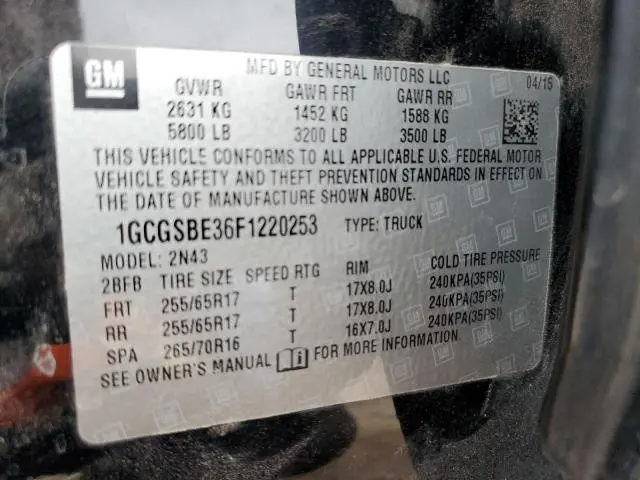 GM
MFD BY GENERAL MOTORS LLC
04/15
GVWR GAWR FRT GAWR RR
2631 KG 1452 KG 1588 KG
5800 LB 3200 LB 3500 LB
THIS VEHICLE CONFORMS TO ALL APPLICABLE U.S. FEDERAL MOTOR
VEHICLE SAFETY AND THEFT PREVENTION STANDARDS IN EFFECT ON
THE DATE OF MANUFACTURE SHOWN ABOVE.
1GCGSBE36F1220253 TYPE: TRUCK
MODEL: 2N43
2BFB TIRE SIZE SPEED RTG RIM COLD TIRE PRESSURE
FRT 255/65R17 T 17X8.0J 240KPA(35PSI)
RR 255/65R17 T 17X8.0J 240KPA(35PSI)
SPA 265/70R16 T 16X7.0J 240KPA(35PSI)
SEE OWNER'S MANUAL FOR MORE INFORMATION